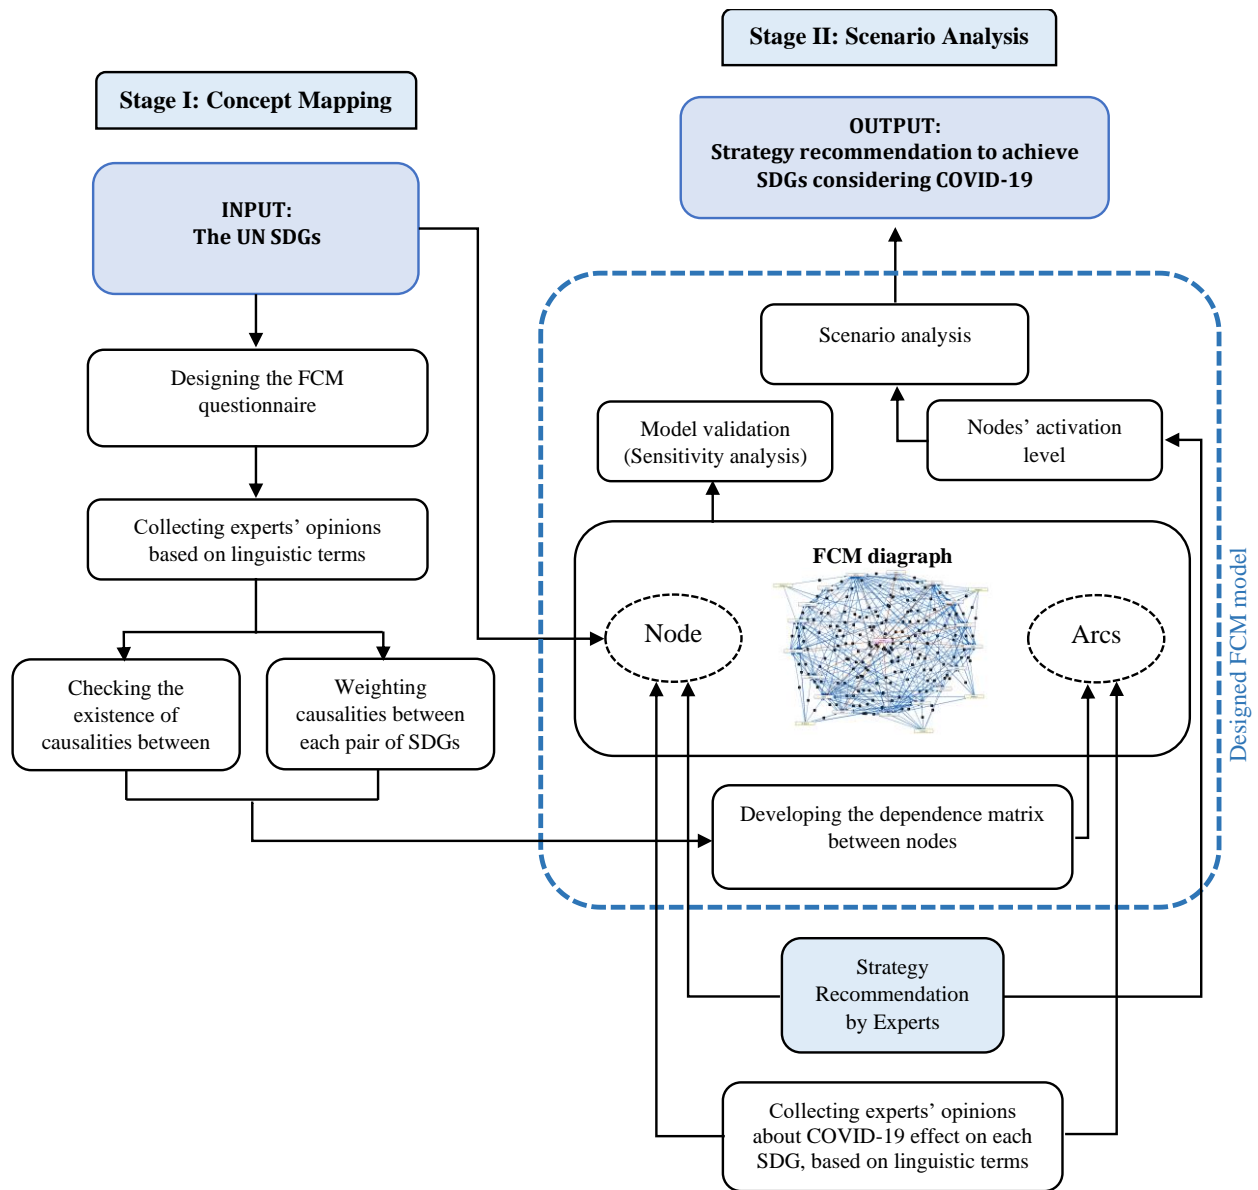 Stage I: Concept Mapping
INPUT:
The UN SDGs
Designing the FCM
questionnaire
Collecting experts’ opinions
based on linguistic terms
Checking the
existence of
causalities between
Weighting
causalities between
each pair of SDGs
Stage II: Scenario Analysis
OUTPUT:
Strategy recommendation to achieve
SDGs considering COVID-19
Scenario analysis
Model validation
(Sensitivity analysis)
Nodes’ activation
level
FCM diagraph
Node
Arcs
Developing the dependence matrix
between nodes
Designed FCM model
Strategy
Recommendation
by Experts
Collecting experts’ opinions
about COVID-19 effect on each
SDG, based on linguistic terms